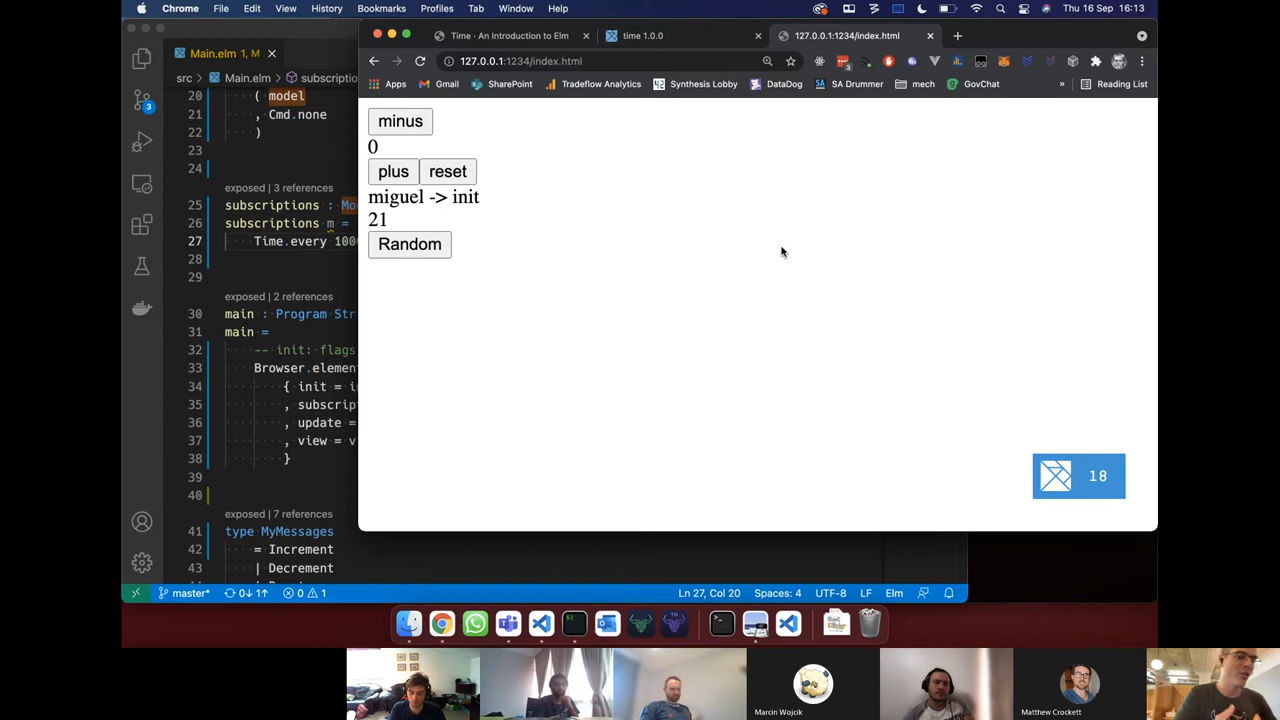 Chrome File Edit View History Bookmarks Profiles Tab Window Help Thu 16 Sep 16:13
Main.elm 1, M
src > Main.elm > subscriptio
20 ( model
21 , Cmd.none
22 )
23
24
exposed | 3 references
25 subscriptions : Mo
26 subscriptions m =
27 Time.every 100
28
29
exposed | 2 references
30 main : Program Str
31 main =
32 -- init: flags
33 Browser.elemen
34 { init = i
35 , subscrip
36 , update =
37 , view = v
38 }
39
40
exposed | 7 references
41 type MyMessages
42 = Increment
43 | Decrement
3
master* 0↓ 1↑ 0 1 Ln 27, Col 20 Spaces: 4 UTF-8 LF Elm
Time · An Introduction to Elm
time 1.0.0
127.0.0.1:1234/index.html
127.0.0.1:1234/index.html
Apps Gmail SharePoint Tradeflow Analytics Synthesis Lobby DataDog SA Drummer mech GovChat » Reading List
minus
0
plus reset
miguel -> init
21
Random
18
Marcin Wojcik
Matthew Crockett